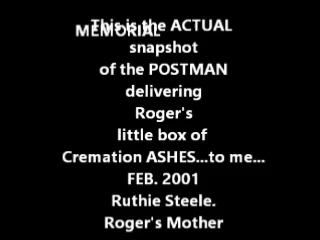 This is the ACTUAL
MEMORIAL
snapshot
of the POSTMAN
delivering
Roger's
little box of
Cremation ASHES...to me...
FEB. 2001
Ruthie Steele.
Roger's Mother